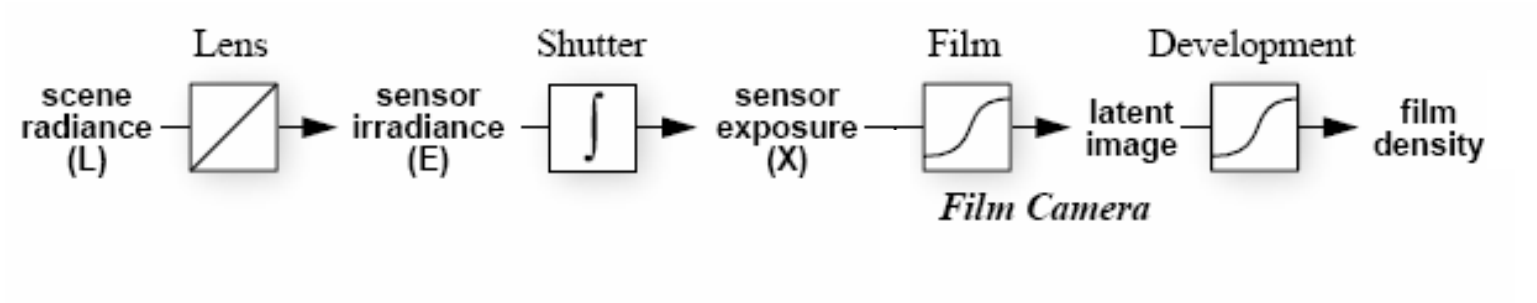 Lens
Shutter
Film
Development
scene
radiance
(L)
sensor
irradiance
(E)
∫
sensor
exposure
(X)
latent
image
film
density
Film Camera